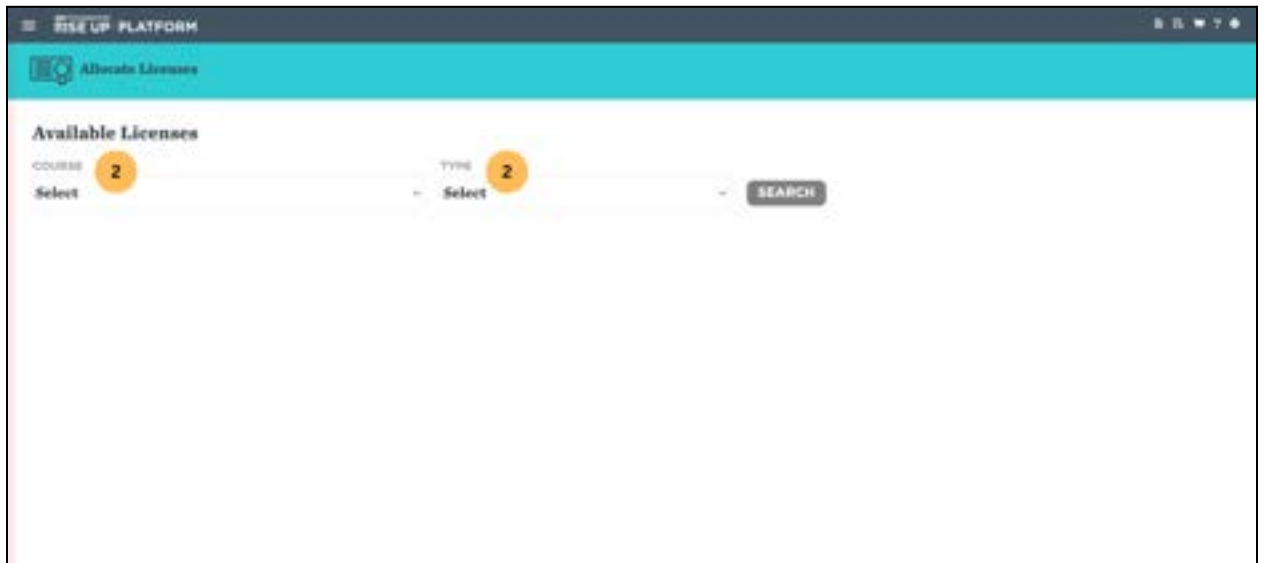 RISE UP PLATFORM
?
Allocate Licenses
Available Licenses
COURSE 2 TYPE 2
Select Select SEARCH